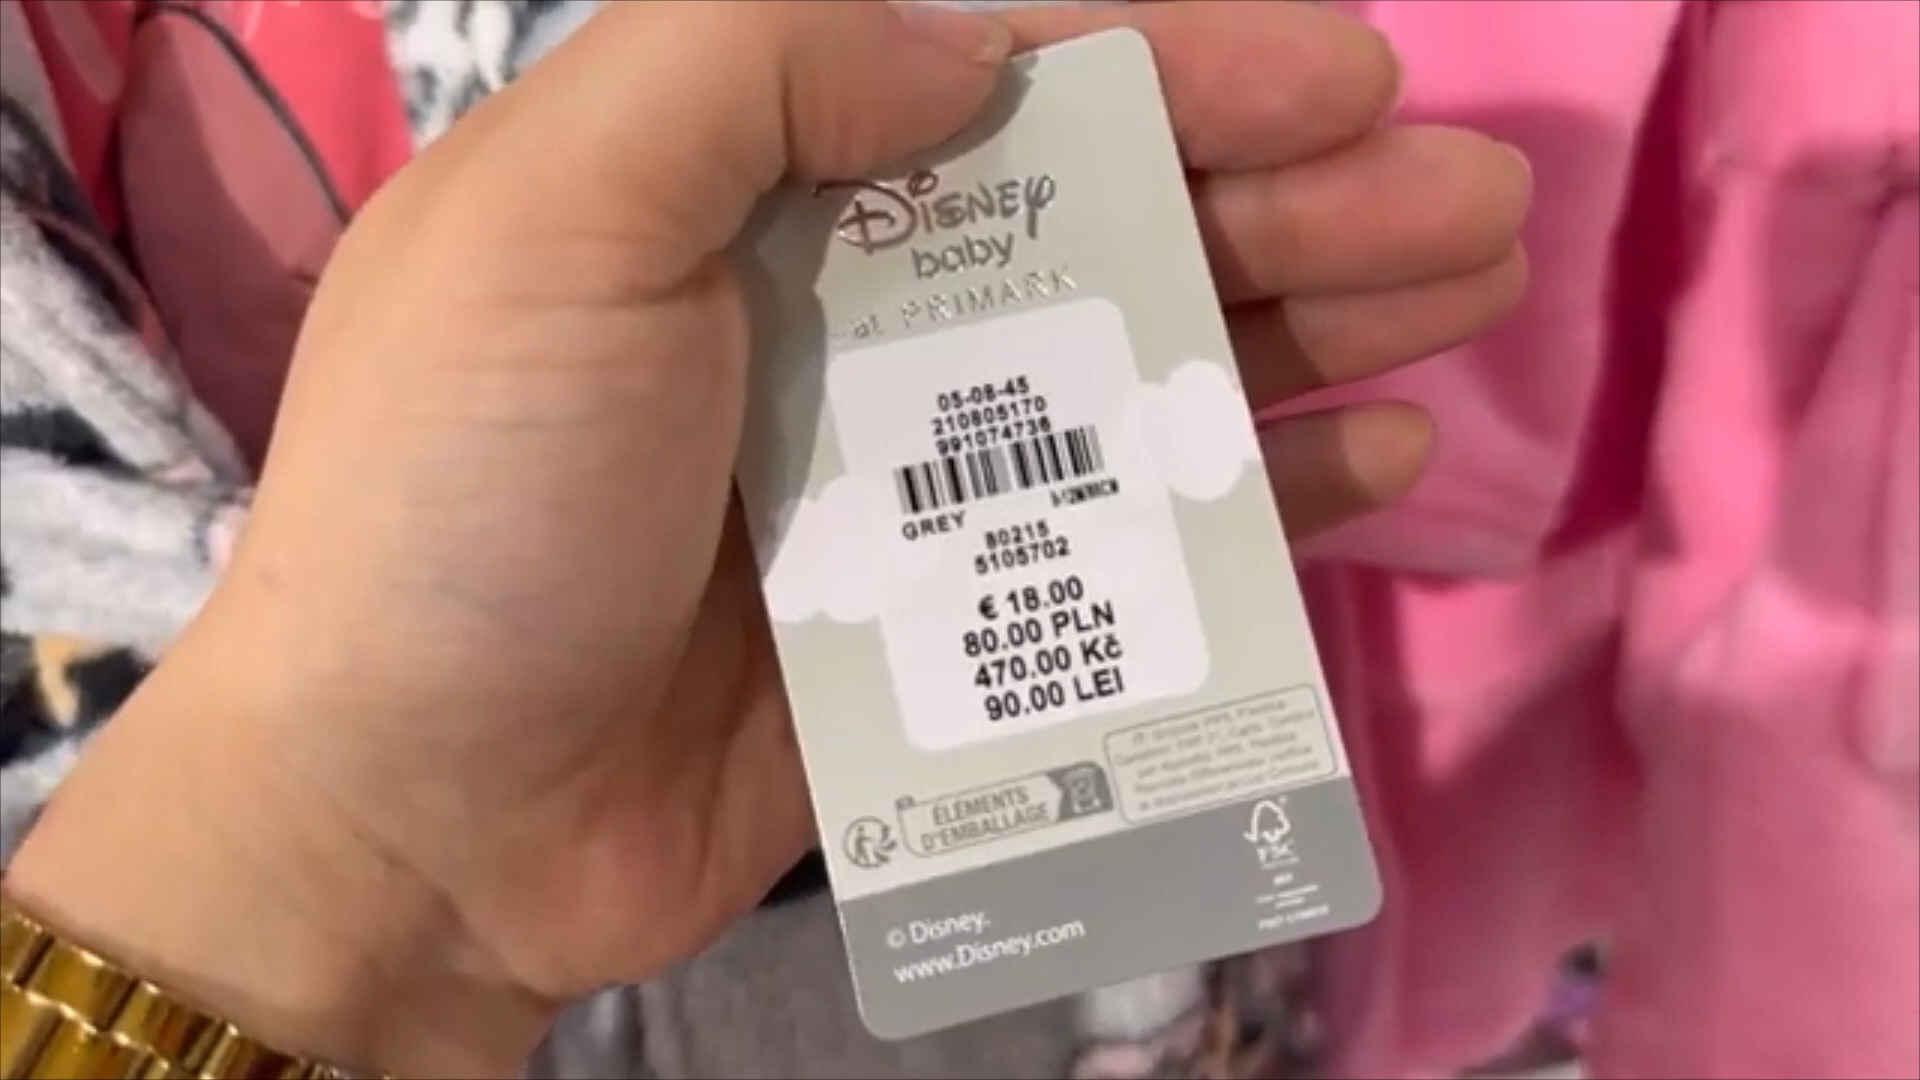 Disney
baby
at PRIMARK
05-08-45
210805170
991074736
GREY
80215
5105702
€ 18.00
80.00 PLN
470.00 Kč
90.00 LEI
ÉLÉMENTS
D'EMBALLAGE
FSC
© Disney.
www.Disney.com